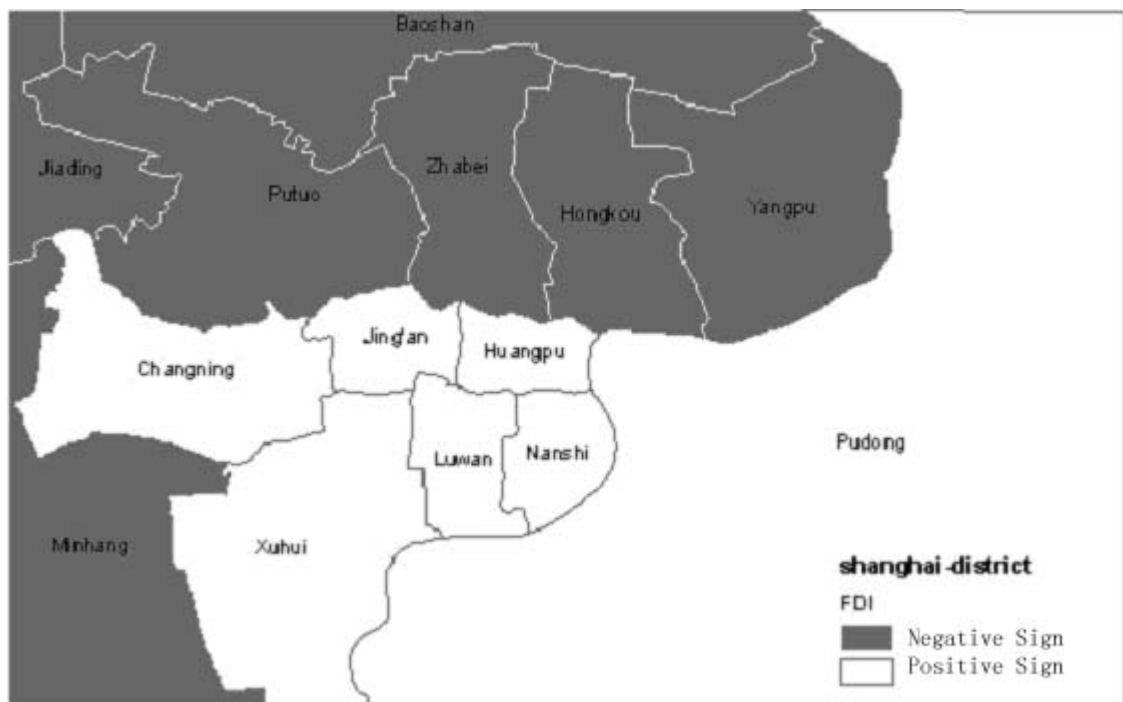 Baoshan
Jiading
Putuo
Zhabei
Hongkou
Yangpu
Changning
Jing'an
Huangpu
Luwan
Nanshi
Pudong
Minhang
Xuhui
shanghai-district
FDI
Negative Sign
Positive Sign